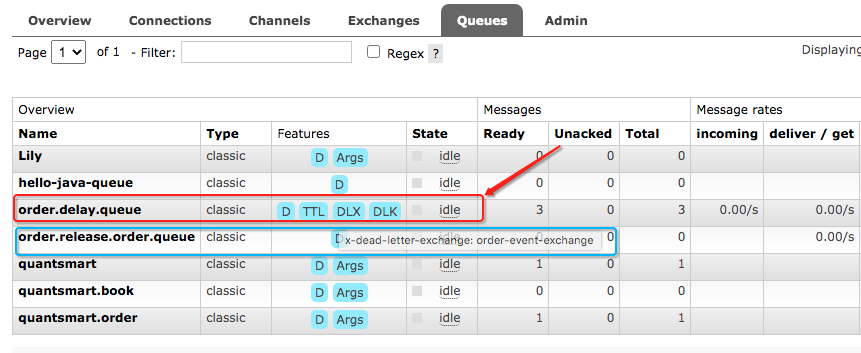 Overview Connections Channels Exchanges Queues Admin
Page 1 of 1 - Filter: Regex ? Displaying
Overview Messages Message rates
Name Type Features State Ready Unacked Total incoming deliver / get
Lily classic D Args idle 0 0 0
hello-java-queue classic D idle 0 0 0
order.delay.queue classic D TTL DLX DLK idle 3 0 3 0.00/s 0.00/s
order.release.order.queue classic D x-dead-letter-exchange: order-event-exchange 0 0.00/s
quantsmart classic D Args idle 1 0 1
quantsmart.book classic D Args idle 0 0 0
quantsmart.order classic D Args idle 1 0 1